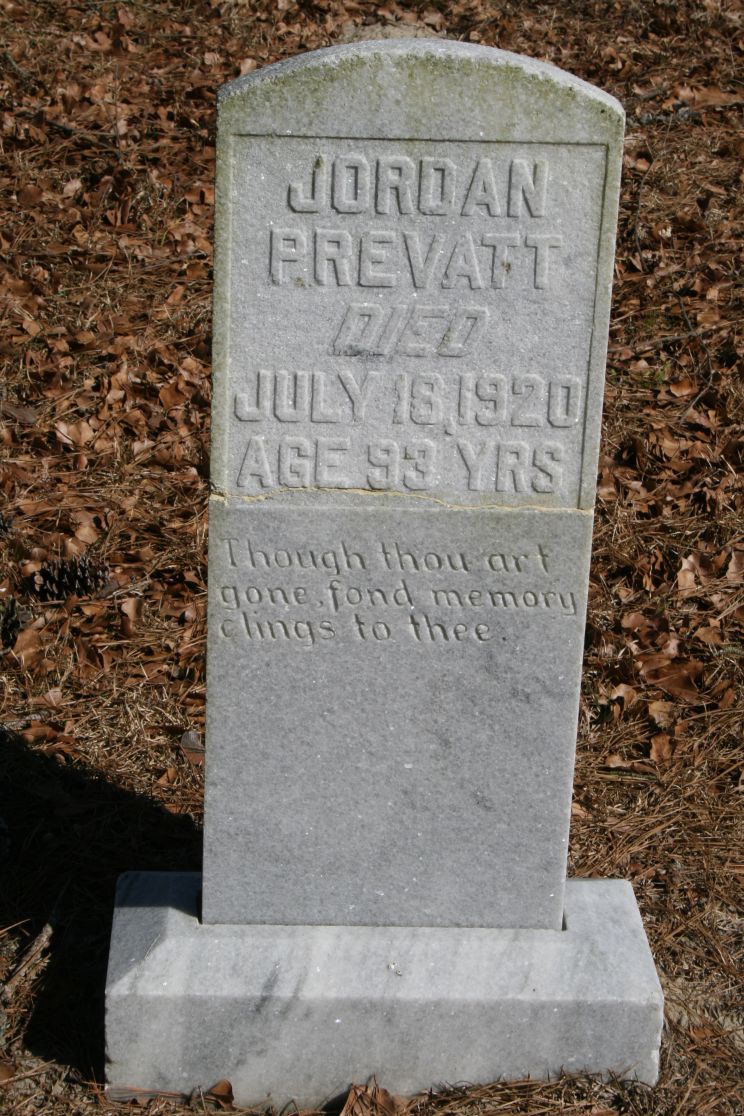 JORDAN
PREVATT
DIED
JULY 18, 1920
AGE 93 YRS
Though thou art
gone, fond memory
clings to thee